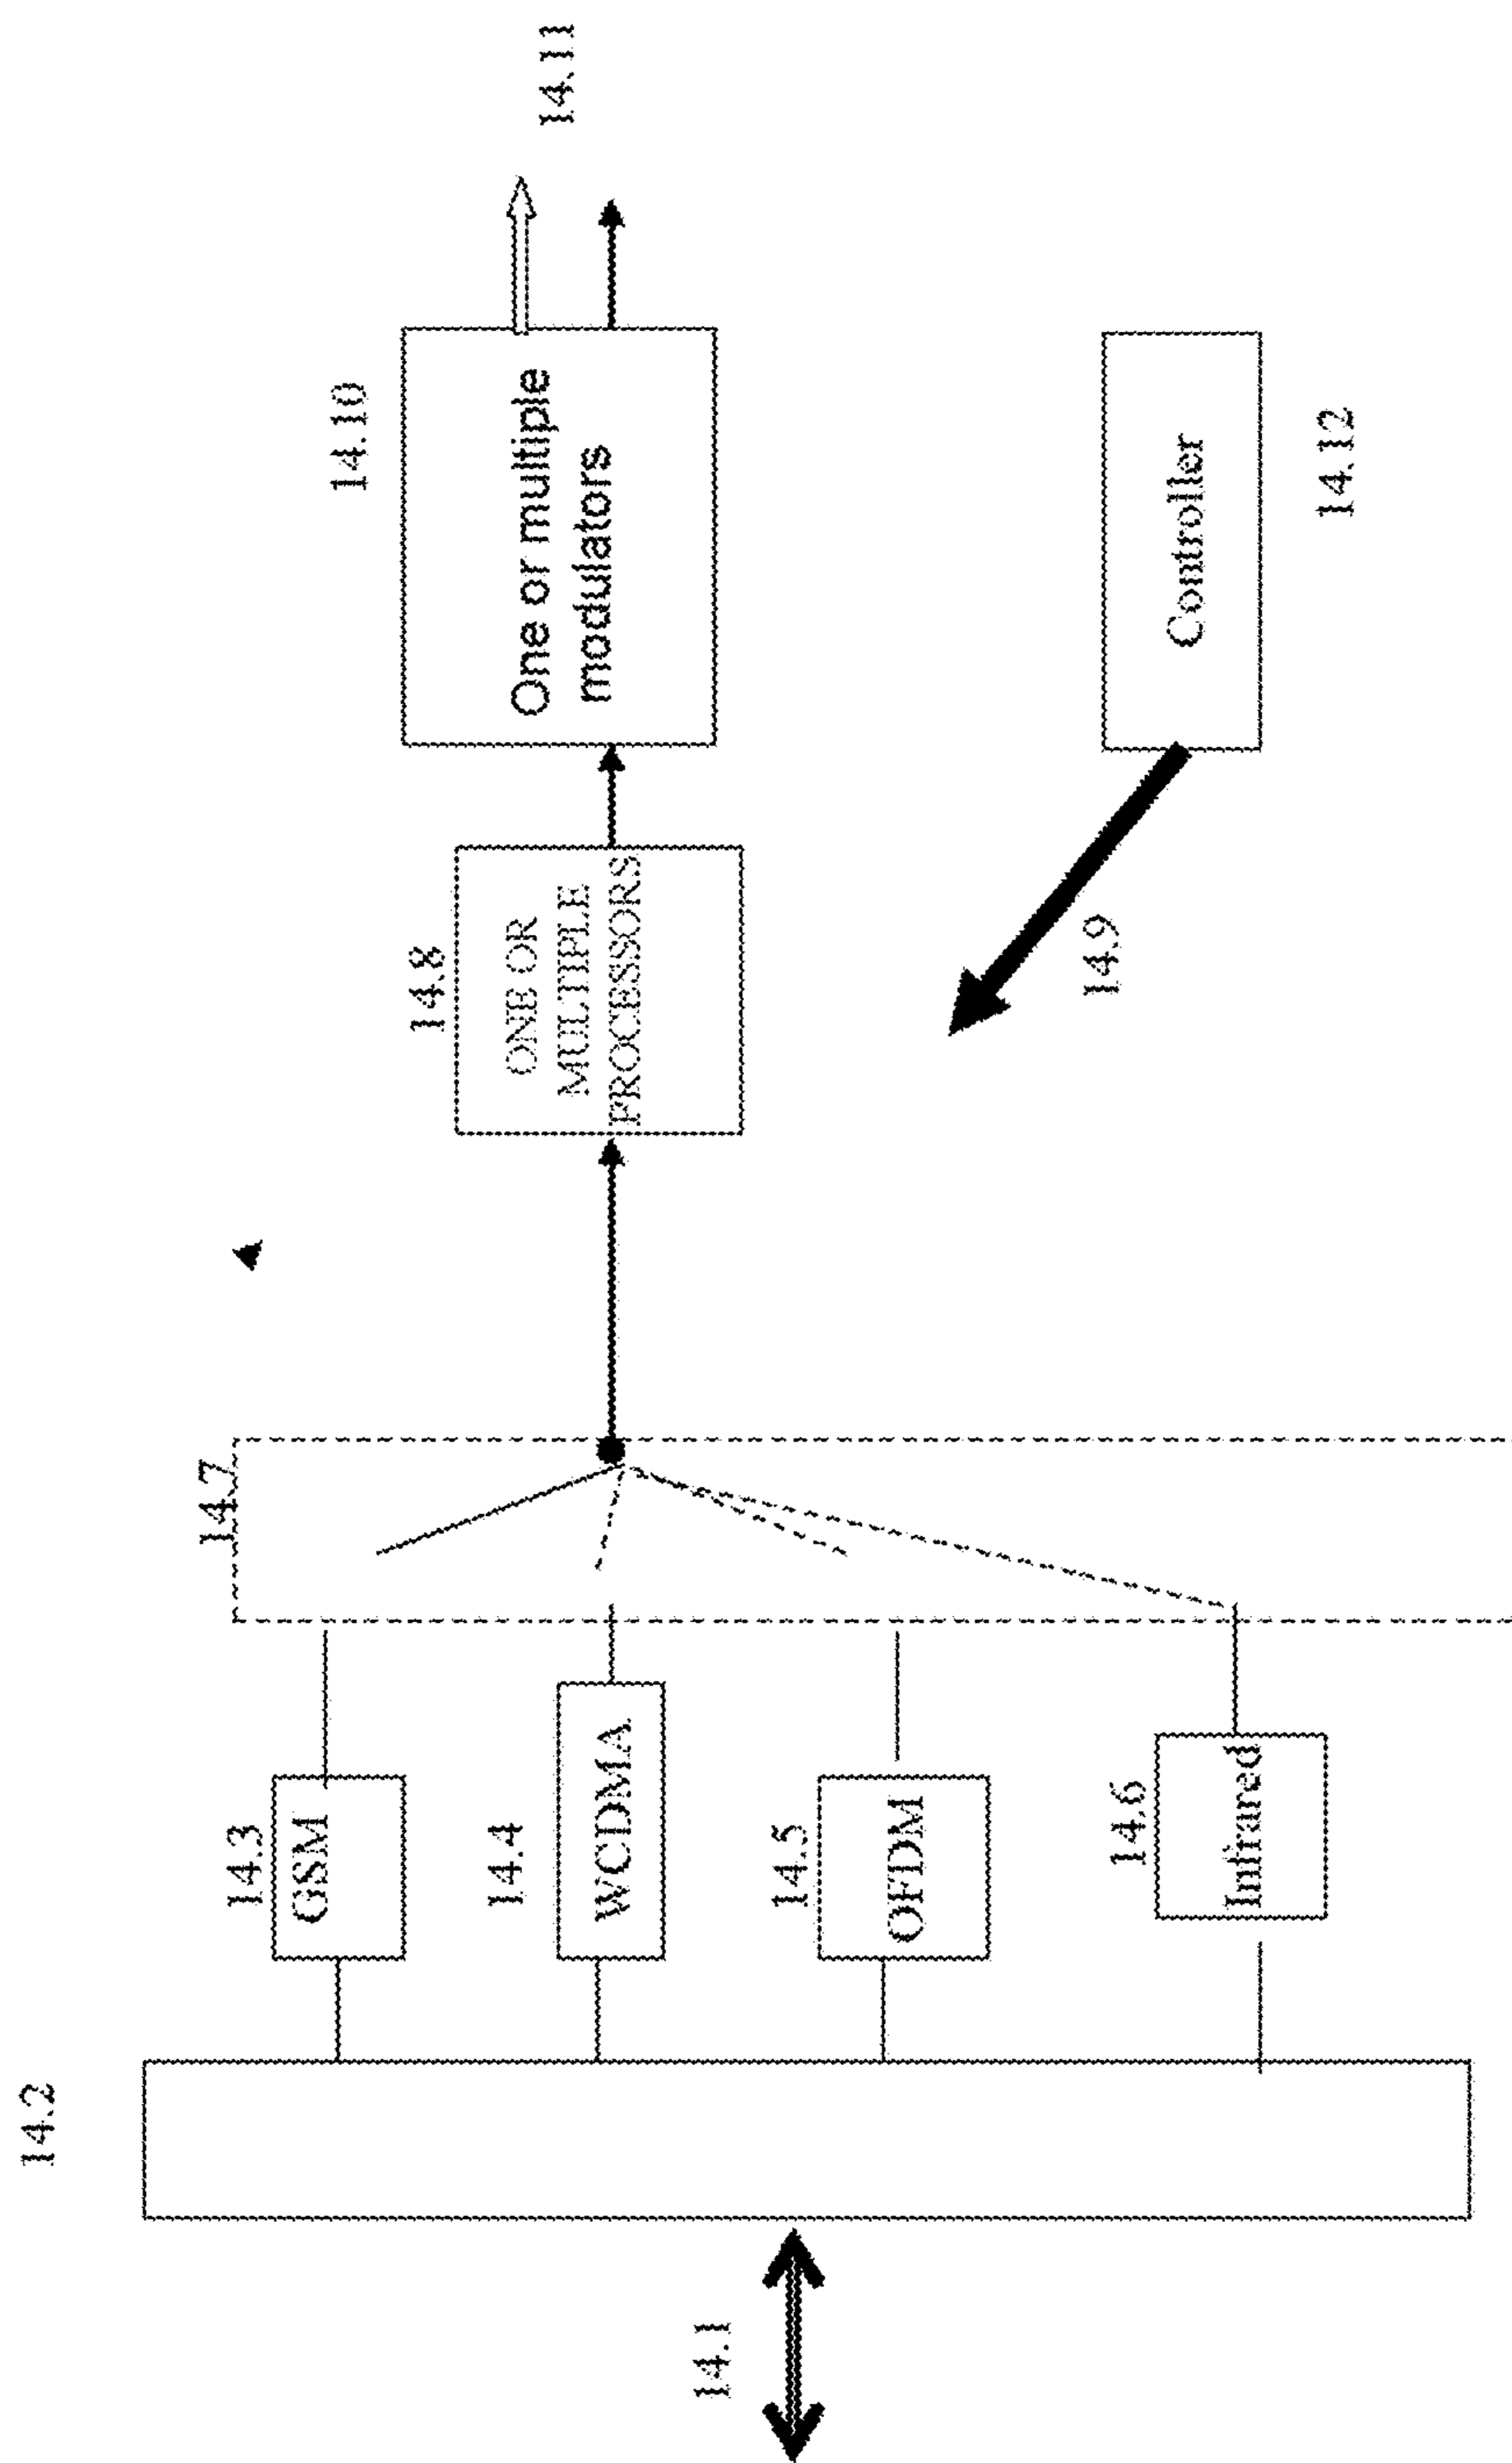 14.1
14.2
14.3
GSM
14.4
WCDMA
14.5
OFDM
14.6
Infrared
14.7
14.8
ONE OR
MULTIPLE
PROCESSORS
14.9
14.10
One or multiple
modulators
14.11
Controller
14.12